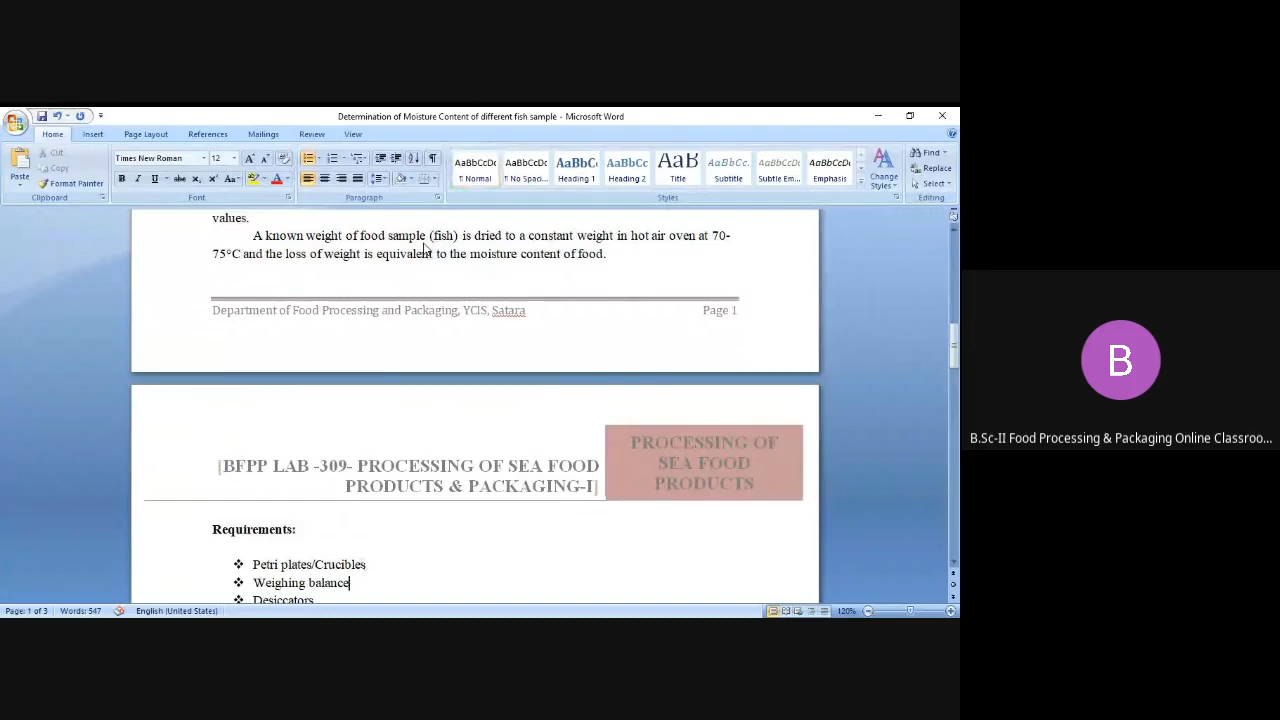 Determination of Moisture Content of different fish sample - Microsoft Word
Home Insert Page Layout References Mailings Review View
Paste
Cut
Copy
Format Painter
Clipboard
Times New Roman 12
Font
Paragraph
AaBbCcDc AaBbCcDc AaBbC AaBbCc AaB AaBbCc. AaBbCcDc AaBbCcDc
¶ Normal ¶ No Spaci... Heading 1 Heading 2 Title Subtitle Subtle Em... Emphasis
Styles
Change Styles
Find
Replace
Select
Editing
values.
A known weight of food sample (fish) is dried to a constant weight in hot air oven at 70-
75°C and the loss of weight is equivalent to the moisture content of food.
Department of Food Processing and Packaging, YCIS, Satara Page 1
[BFPP LAB -309- PROCESSING OF SEA FOOD
PRODUCTS & PACKAGING-I]
PROCESSING OF
SEA FOOD
PRODUCTS
Requirements:
❖ Petri plates/Crucibles
❖ Weighing balance
❖ Desiccators
Page: 1 of 3 Words: 547 English (United States) 120%
B
B.Sc-II Food Processing & Packaging Online Classroo...